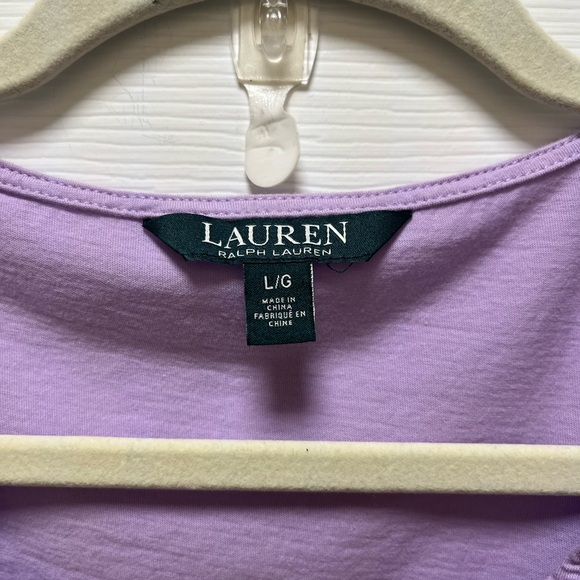 LAUREN
RALPH LAUREN
L/G
MADE IN
CHINA
FABRIQUÉ EN
CHINE